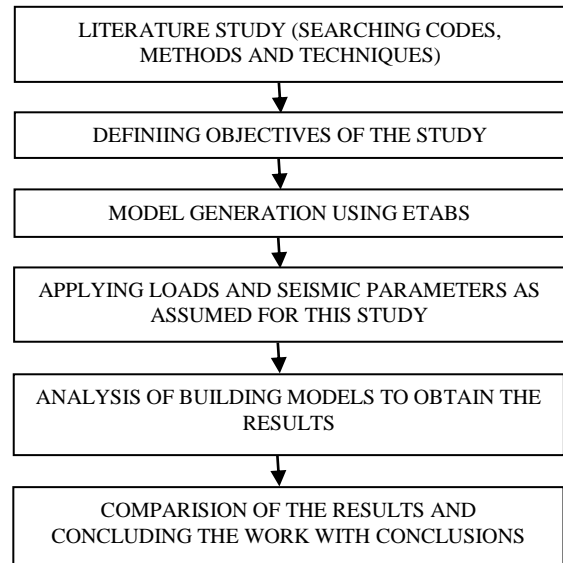 LITERATURE STUDY (SEARCHING CODES,
METHODS AND TECHNIQUES)
DEFINIING OBJECTIVES OF THE STUDY
MODEL GENERATION USING ETABS
APPLYING LOADS AND SEISMIC PARAMETERS AS
ASSUMED FOR THIS STUDY
ANALYSIS OF BUILDING MODELS TO OBTAIN THE
RESULTS
COMPARISION OF THE RESULTS AND
CONCLUDING THE WORK WITH CONCLUSIONS